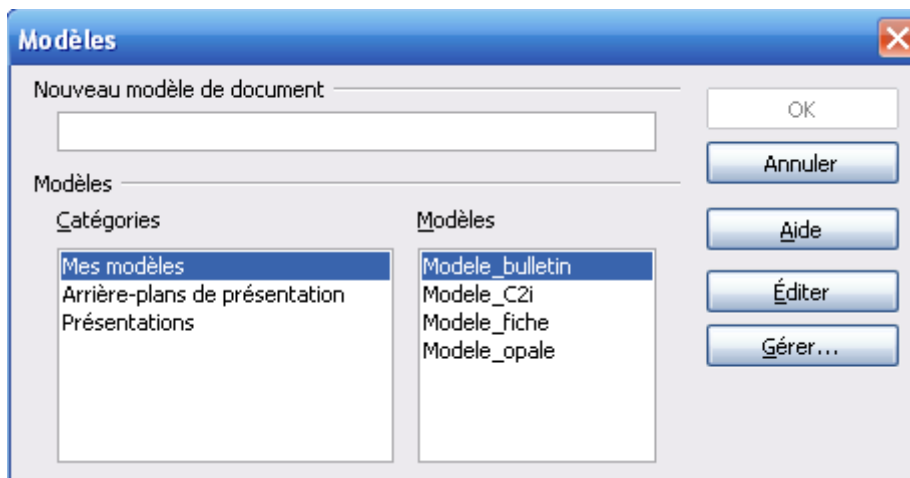 Modèles
Nouveau modèle de document
OK
Annuler
Modèles
Catégories
Modèles
Aide
Mes modèles
Modele_bulletin
Arrière-plans de présentation
Modele_C2i
Éditer
Présentations
Modele_fiche
Modele_opale
Gérer...